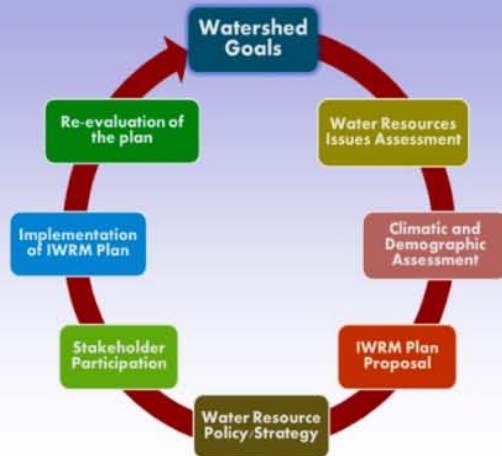 Watershed
Goals
Water Resources
Issues Assessment
Climatic and
Demographic
Assessment
IWRM Plan
Proposal
Water Resource
Policy/Strategy
Stakeholder
Participation
Implementation
of IWRM Plan
Re-evaluation of
the plan